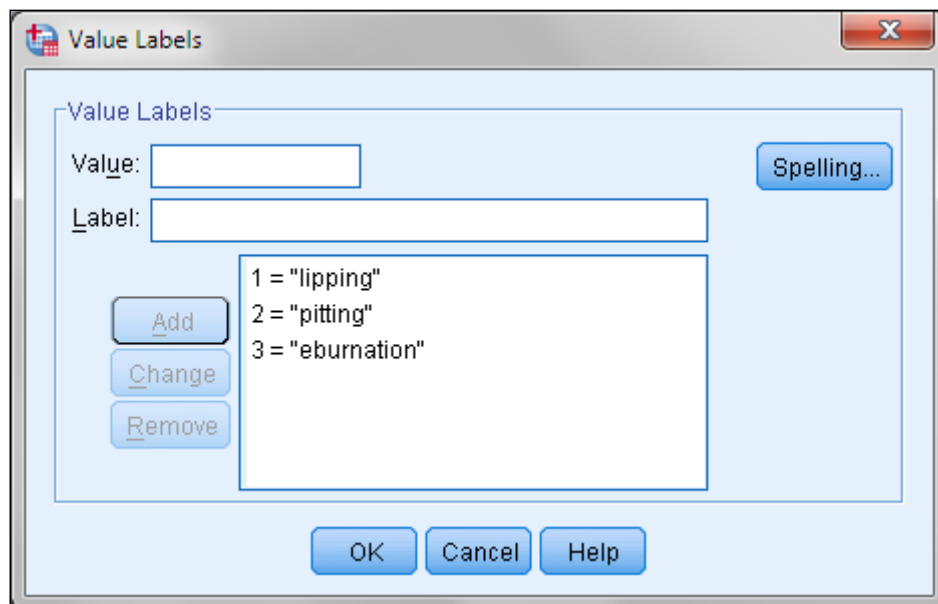 Value Labels
Value Labels
Value:
Spelling...
Label:
1 = "lipping"
2 = "pitting"
3 = "eburnation"
Add
Change
Remove
OK Cancel Help